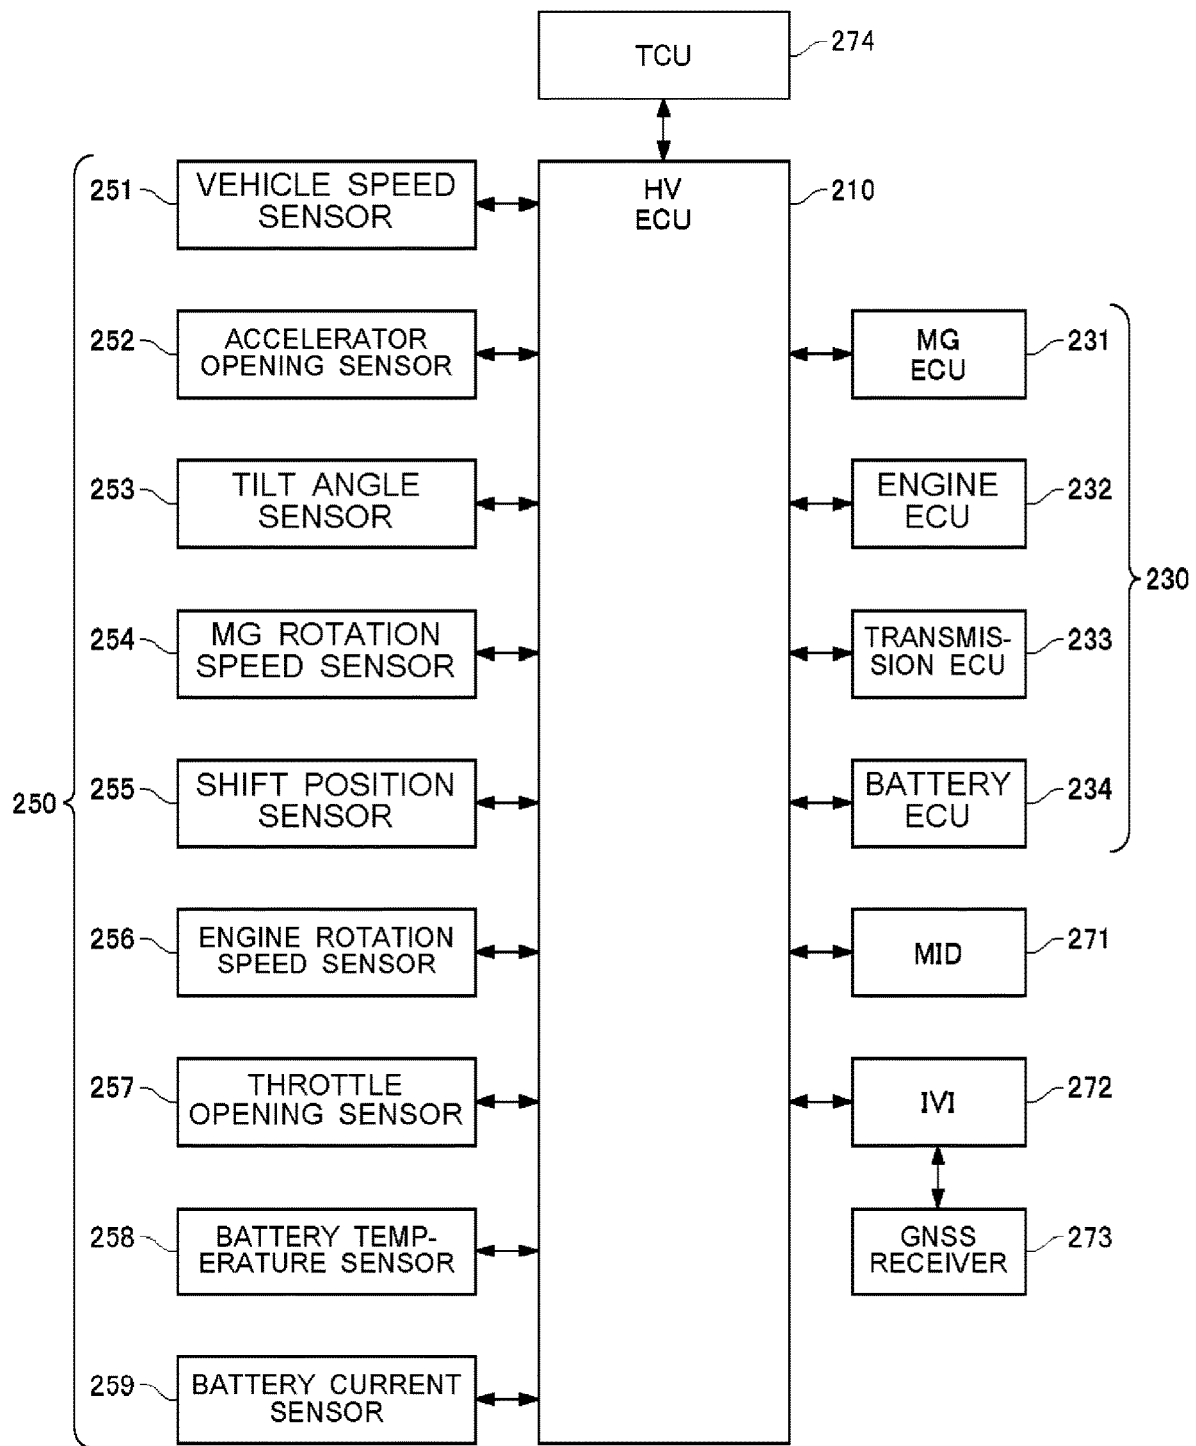 TCU
274
251
VEHICLE SPEED
SENSOR
HV
ECU
210
252
ACCELERATOR
OPENING SENSOR
MG
ECU
231
253
TILT ANGLE
SENSOR
ENGINE
ECU
232
230
254
MG ROTATION
SPEED SENSOR
TRANSMIS-
SION ECU
233
250
255
SHIFT POSITION
SENSOR
BATTERY
ECU
234
256
ENGINE ROTATION
SPEED SENSOR
MID
271
257
THROTTLE
OPENING SENSOR
IVI
272
258
BATTERY TEMP-
ERATURE SENSOR
GNSS
RECEIVER
273
259
BATTERY CURRENT
SENSOR